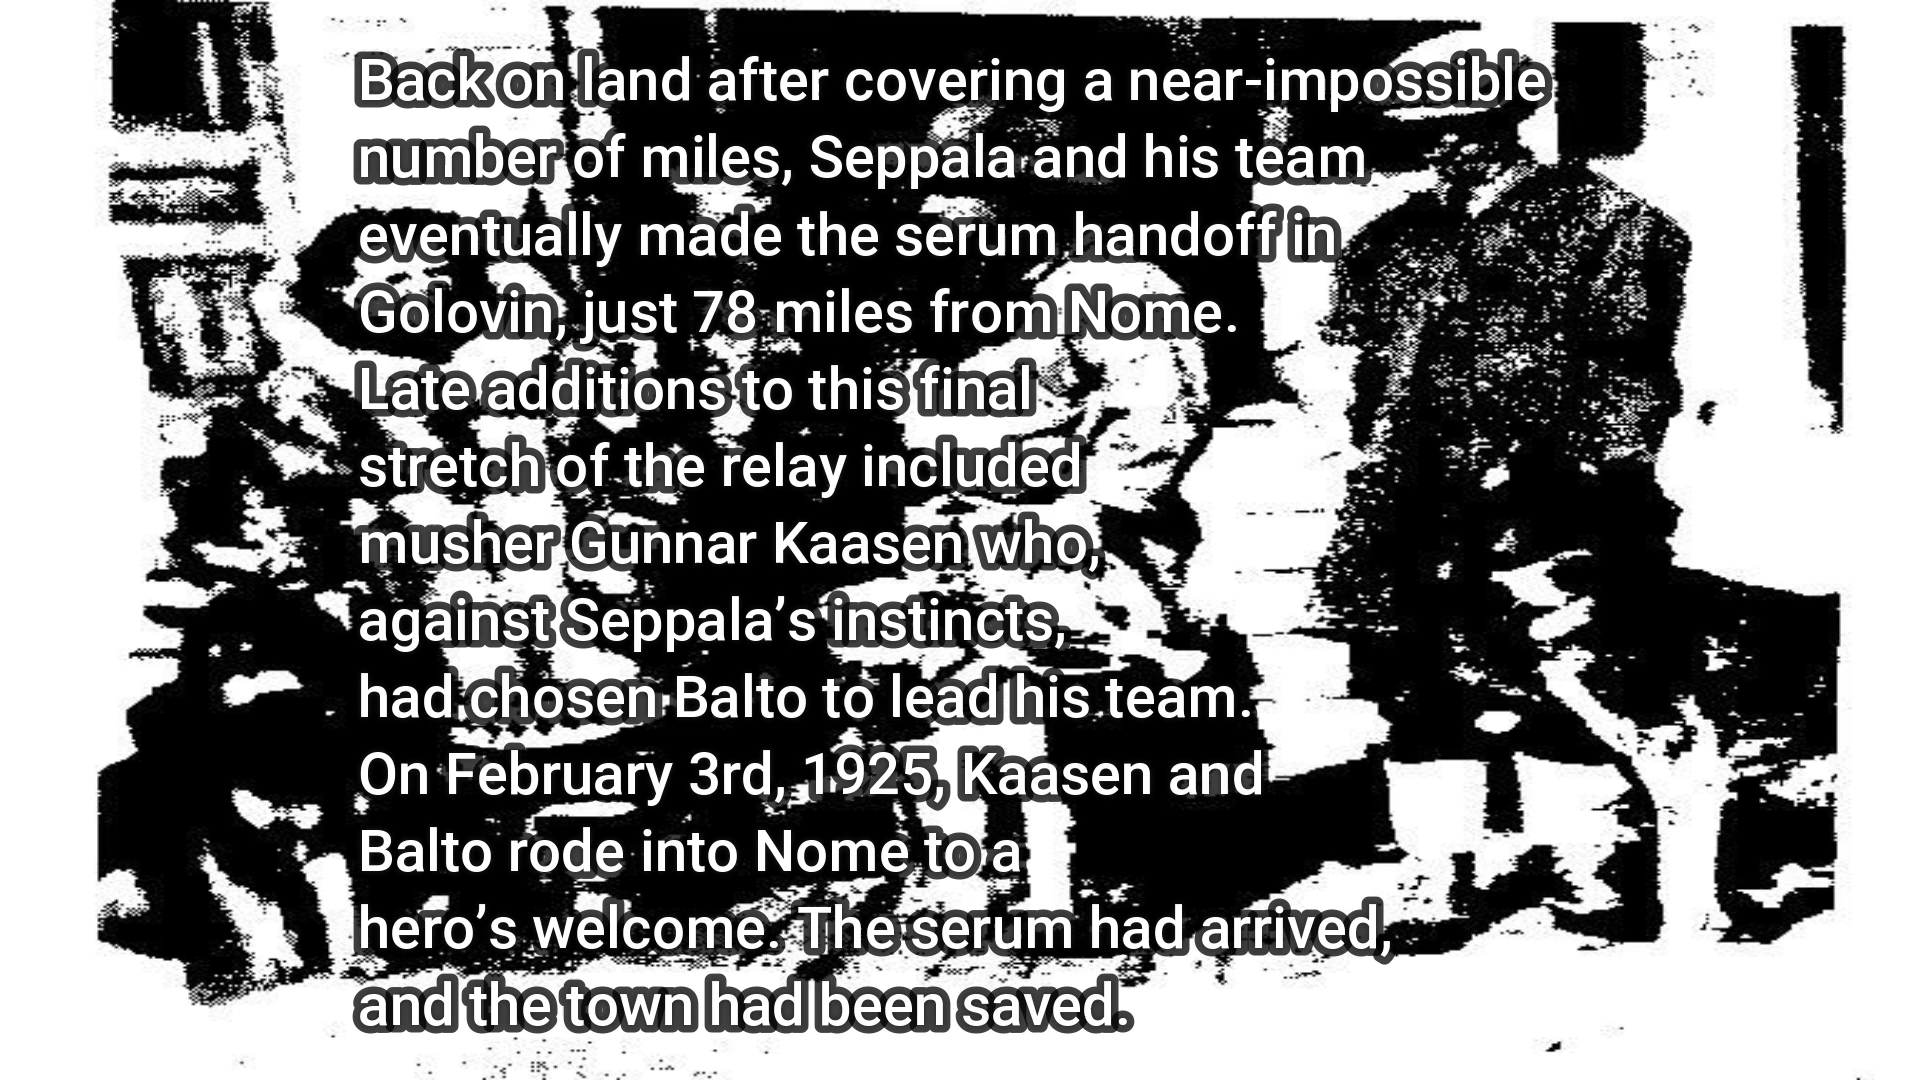 Back on land after covering a near-impossible
number of miles, Seppala and his team
eventually made the serum handoff in
Golovin, just 78 miles from Nome.
Late additions to this final
stretch of the relay included
musher Gunnar Kaasen who,
against Seppala’s instincts,
had chosen Balto to lead his team.
On February 3rd, 1925, Kaasen and
Balto rode into Nome to a
hero’s welcome. The serum had arrived,
and the town had been saved.